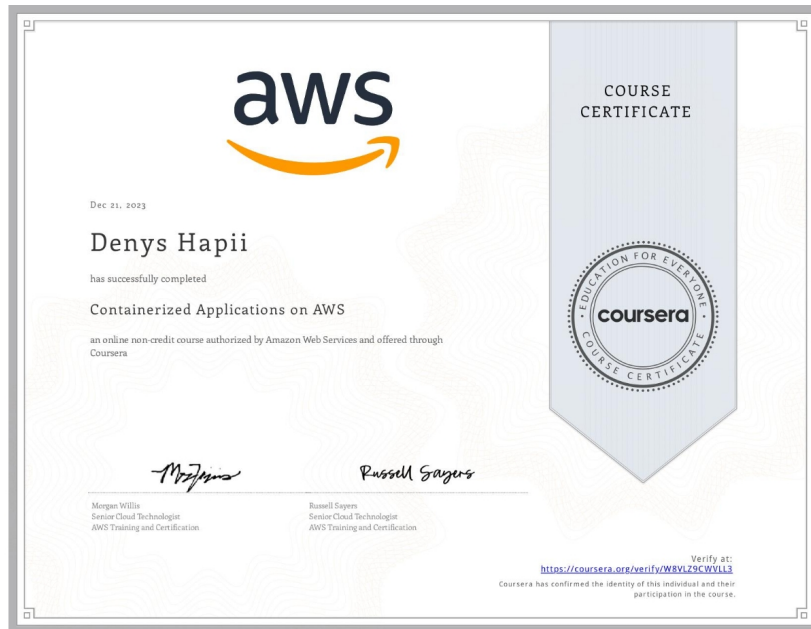 aws
COURSE
CERTIFICATE
Dec 21, 2023
Denys Hapii
has successfully completed
Containerized Applications on AWS
an online non-credit course authorized by Amazon Web Services and offered through
Coursera
EDUCATION FOR EVERYONE
coursera
COURSE CERTIFICATE
Russell Sayers
Morgan Willis
Senior Cloud Technologist
AWS Training and Certification
Russell Sayers
Senior Cloud Technologist
AWS Training and Certification
Verify at:
https://coursera.org/verify/W8VLZ9CWVLL3
Coursera has confirmed the identity of this individual and their
participation in the course.